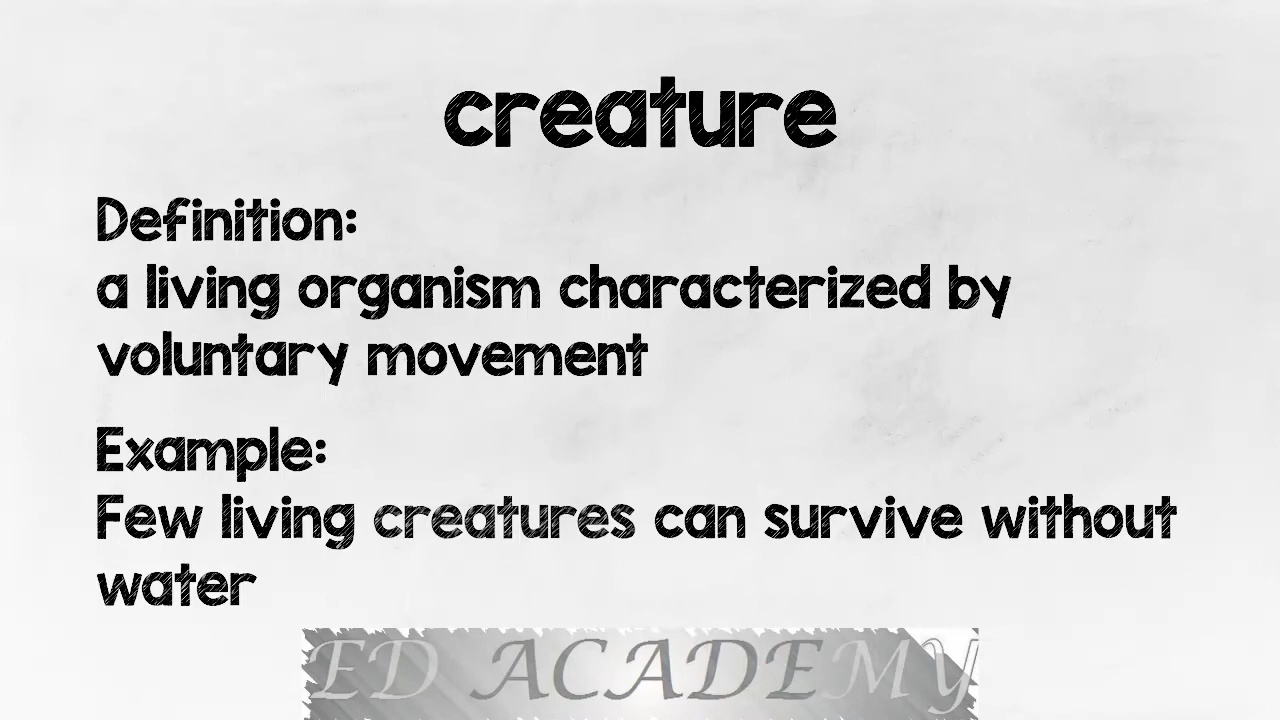 creature
Definition:
a living organism characterized by
voluntary movement
Example:
Few living creatures can survive without
water
ED ACADEMY